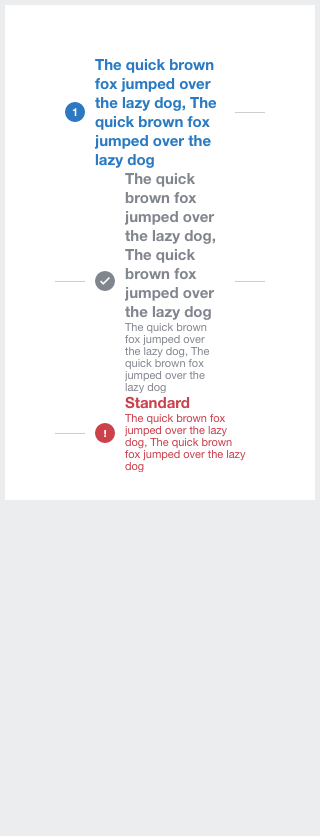 The quick brown
fox jumped over
the lazy dog, The
1
quick brown fox
jumped over the
lazy dog
The quick
brown fox
jumped over
the lazy dog,
The quick
brown fox
jumped over
the lazy dog
The quick brown
fox jumped over
the lazy dog, The
quick brown fox
jumped over the
lazy dog
Standard
The quick brown fox
jumped over the lazy
!
dog, The quick brown
fox jumped over the lazy
dog